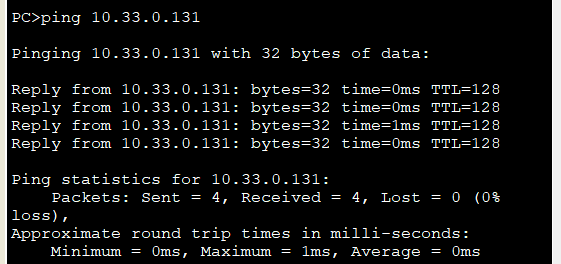 PC>ping 10.33.0.131
Pinging 10.33.0.131 with 32 bytes of data:
Reply from 10.33.0.131: bytes=32 time=0ms TTL=128
Reply from 10.33.0.131: bytes=32 time=0ms TTL=128
Reply from 10.33.0.131: bytes=32 time=1ms TTL=128
Reply from 10.33.0.131: bytes=32 time=0ms TTL=128
Ping statistics for 10.33.0.131:
Packets: Sent = 4, Received = 4, Lost = 0 (0%
loss),
Approximate round trip times in milli-seconds:
Minimum = 0ms, Maximum = 1ms, Average = 0ms